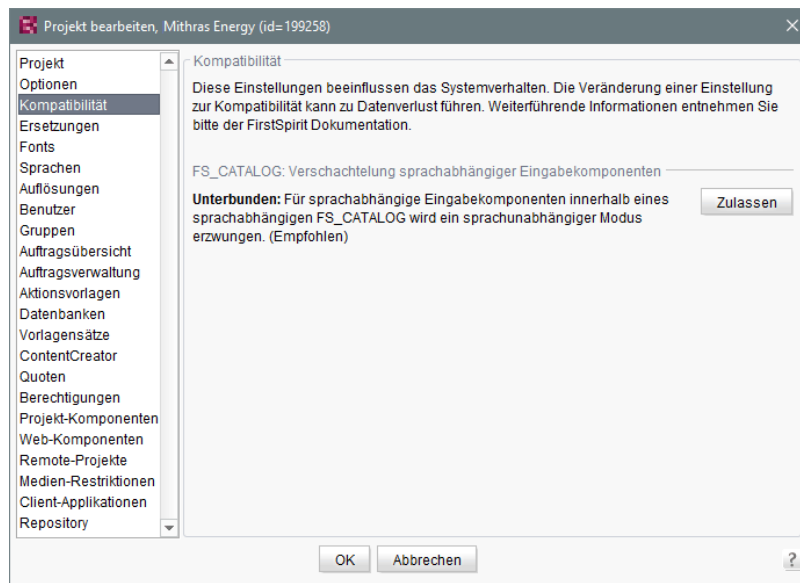 Projekt bearbeiten, Mithras Energy (id=199258)
Projekt
Optionen
Kompatibilität
Ersetzungen
Fonts
Sprachen
Auflösungen
Benutzer
Gruppen
Auftragsübersicht
Auftragsverwaltung
Aktionsvorlagen
Datenbanken
Vorlagensätze
ContentCreator
Quoten
Berechtigungen
Projekt-Komponenten
Web-Komponenten
Remote-Projekte
Medien-Restriktionen
Client-Applikationen
Repository
Kompatibilität
Diese Einstellungen beeinflussen das Systemverhalten. Die Veränderung einer Einstellung
zur Kompatibilität kann zu Datenverlust führen. Weiterführende Informationen entnehmen Sie
bitte der FirstSpirit Dokumentation.
FS_CATALOG: Verschachtelung sprachabhängiger Eingabekomponenten
Unterbunden: Für sprachabhängige Eingabekomponenten innerhalb eines
sprachabhängigen FS_CATALOG wird ein sprachunabhängiger Modus
erzwungen. (Empfohlen)
Zulassen
OK
Abbrechen
?